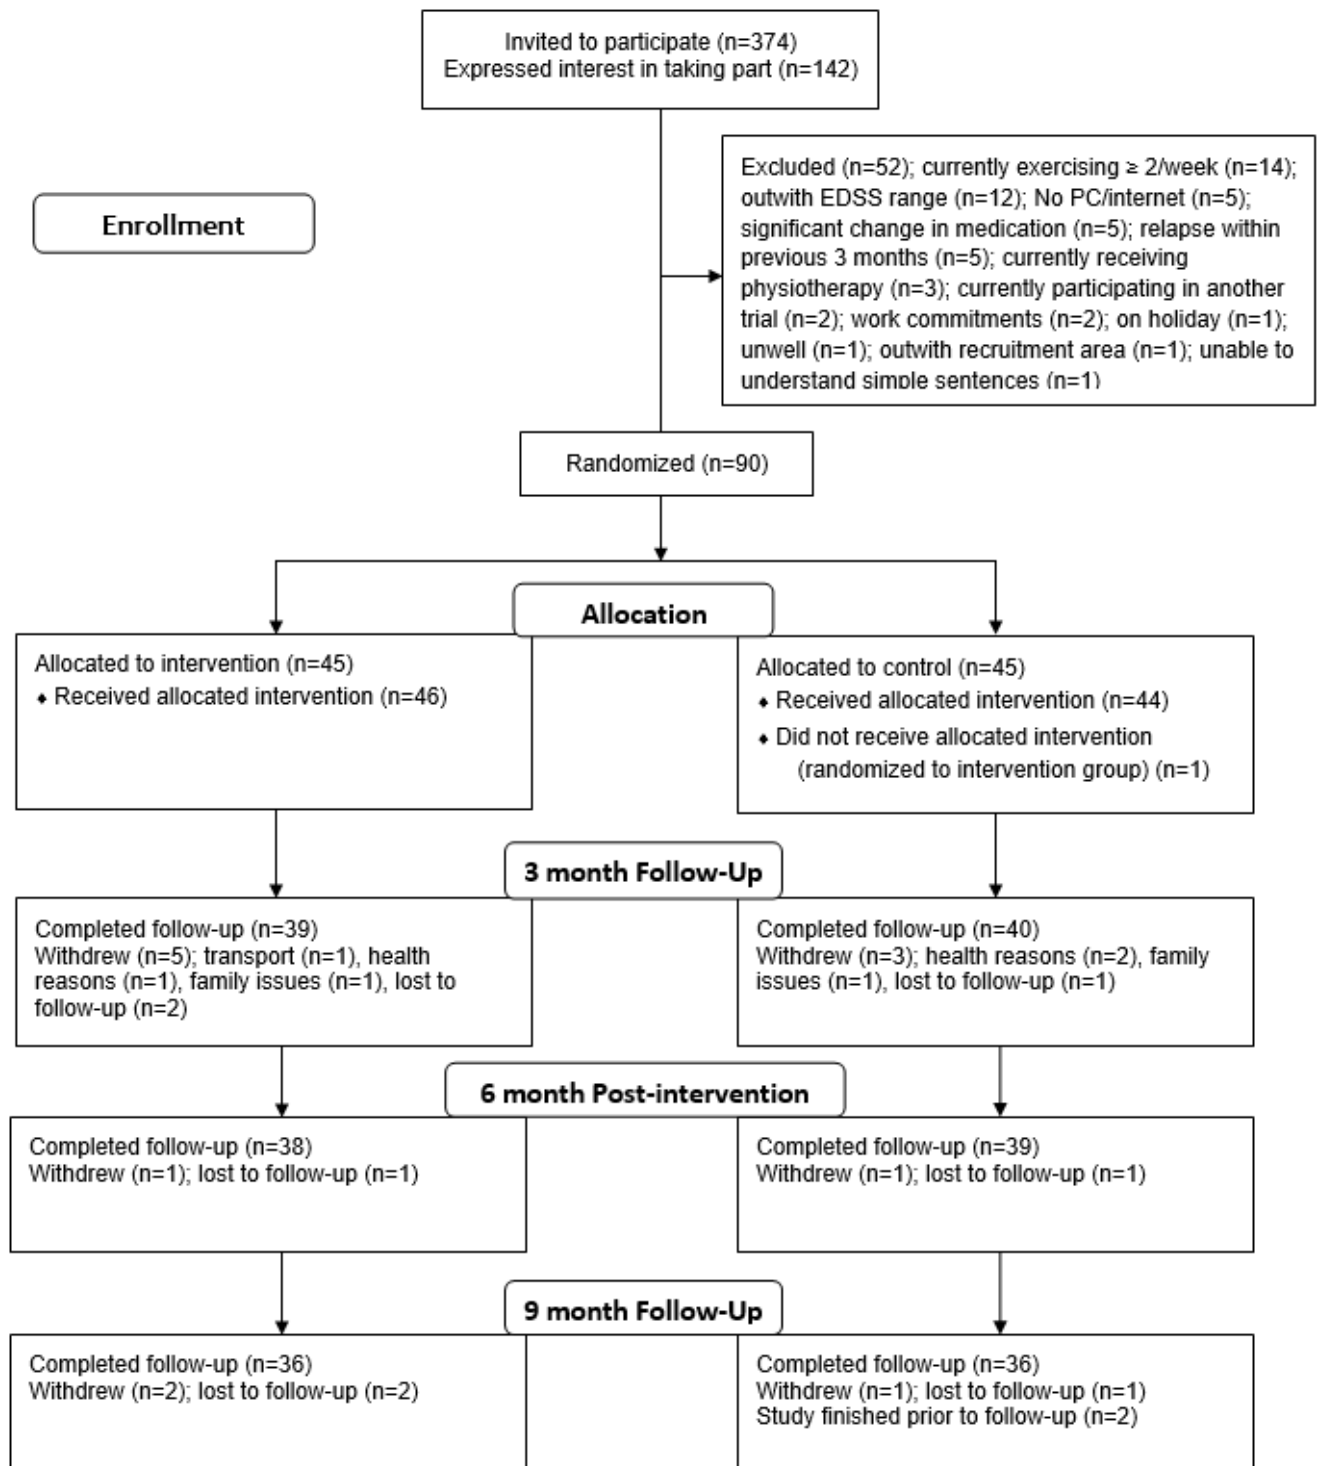 Invited to participate (n=374)
Expressed interest in taking part (n=142)
Excluded (n=52); currently exercising ≥ 2/week (n=14);
outwith EDSS range (n=12); No PC/internet (n=5);
significant change in medication (n=5); relapse within
previous 3 months (n=5); currently receiving
physiotherapy (n=3); currently participating in another
trial (n=2); work commitments (n=2); on holiday (n=1);
unwell (n=1); outwith recruitment area (n=1); unable to
understand simple sentences (n=1)
Enrollment
Randomized (n=90)
Allocation
Allocated to intervention (n=45)
♦ Received allocated intervention (n=46)
Allocated to control (n=45)
♦ Received allocated intervention (n=44)
♦ Did not receive allocated intervention
(randomized to intervention group) (n=1)
3 month Follow-Up
Completed follow-up (n=39)
Withdrew (n=5); transport (n=1), health
reasons (n=1), family issues (n=1), lost to
follow-up (n=2)
Completed follow-up (n=40)
Withdrew (n=3); health reasons (n=2), family
issues (n=1), lost to follow-up (n=1)
6 month Post-intervention
Completed follow-up (n=38)
Withdrew (n=1); lost to follow-up (n=1)
Completed follow-up (n=39)
Withdrew (n=1); lost to follow-up (n=1)
9 month Follow-Up
Completed follow-up (n=36)
Withdrew (n=2); lost to follow-up (n=2)
Completed follow-up (n=36)
Withdrew (n=1); lost to follow-up (n=1)
Study finished prior to follow-up (n=2)